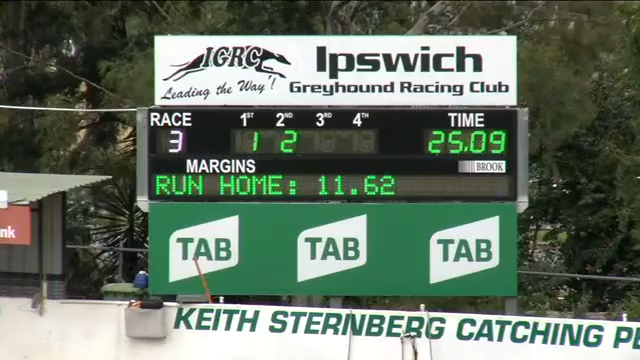 IGRC
Leading the Way'!
Ipswich
Greyhound Racing Club
RACE 1ST 2ND 3RD 4TH TIME
3 1 2 25.09
MARGINS BROOK
RUN HOME: 11.62
TAB TAB TAB
nk
KEITH STERNBERG CATCHING P